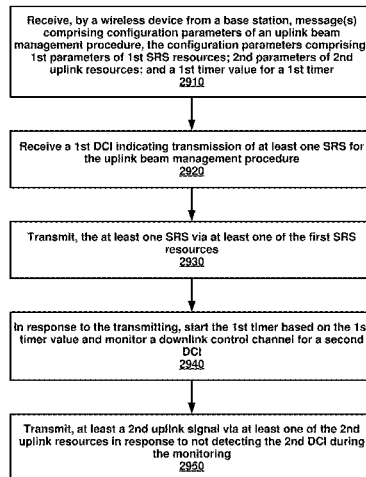 Receive, by a wireless device from a base station, message(s)
comprising configuration parameters of an uplink beam
management procedure, the configuration parameters comprising
1st parameters of 1st SRS resources; 2nd parameters of 2nd
uplink resources; and a 1st timer value for a 1st timer
2910
Receive a 1st DCI indicating transmission of at least one SRS for
the uplink beam management procedure
2920
Transmit, the at least one SRS via at least one of the first SRS
resources
2930
In response to the transmitting, start the 1st timer based on the 1st
timer value and monitor a downlink control channel for a second
DCI
2940
Transmit, at least a 2nd uplink signal via at least one of the 2nd
uplink resources in response to not detecting the 2nd DCI during
the monitoring
2950